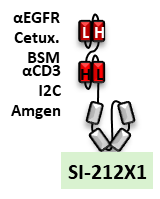 αEGFR
Cetux.
L H
BSM
αCD3
H L
I2C
Amgen
SI-212X1